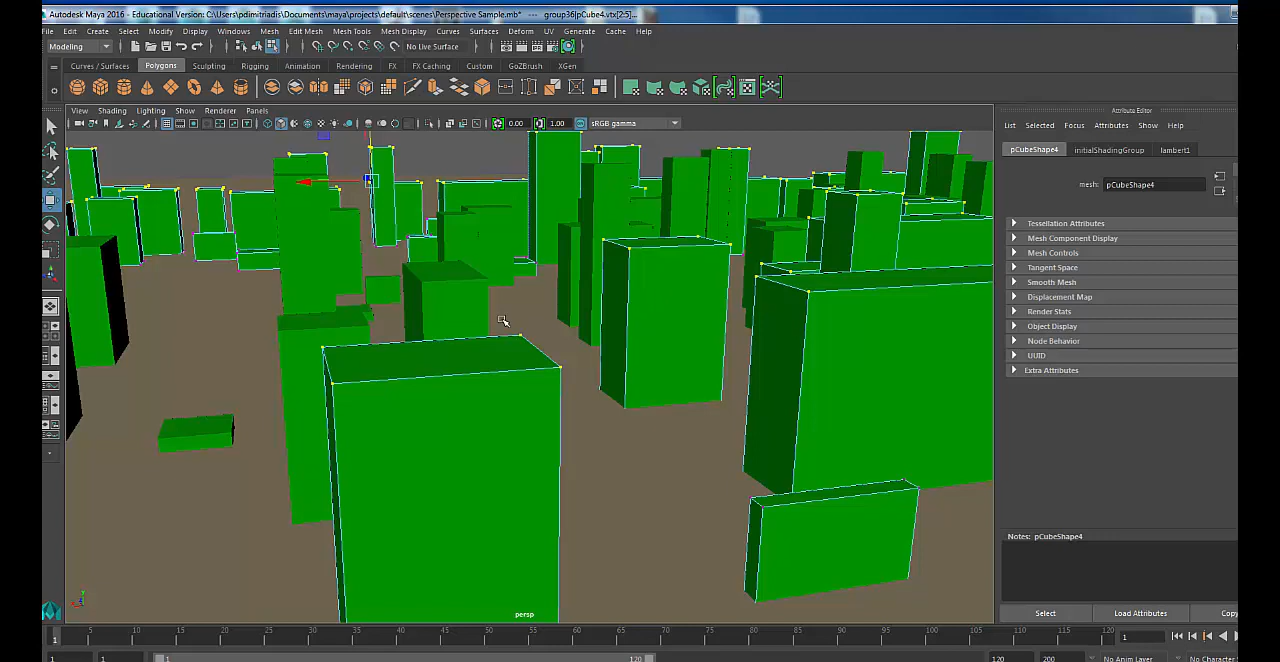 Autodesk Maya 2016 - Educational Version: C:\Users\pdimitriadis\Documents\maya\projects\default\scenes\Perspective Sample.mb* --- group36|pCube4.vtx[2:5]...
File Edit Create Select Modify Display Windows Mesh Edit Mesh Mesh Tools Mesh Display Curves Surfaces Deform UV Generate Cache Help
Modeling No Live Surface
Curves / Surfaces Polygons Sculpting Rigging Animation Rendering FX FX Caching Custom GoZBrush XGen
View Shading Lighting Show Renderer Panels
0.00 1.00 sRGB gamma
Attribute Editor
List Selected Focus Attributes Show Help
pCubeShape4 initialShadingGroup lambert1
mesh: pCubeShape4
Tessellation Attributes
Mesh Component Display
Mesh Controls
Tangent Space
Smooth Mesh
Displacement Map
Render Stats
Object Display
Node Behavior
UUID
Extra Attributes
Notes: pCubeShape4
Select Load Attributes Copy
persp
1 5 10 15 20 25 30 35 40 45 50 55 60 65 70 75 80 85 90 95 100 105 110 115 120 1
1 1 1 120 120 200 No Anim Layer No Character